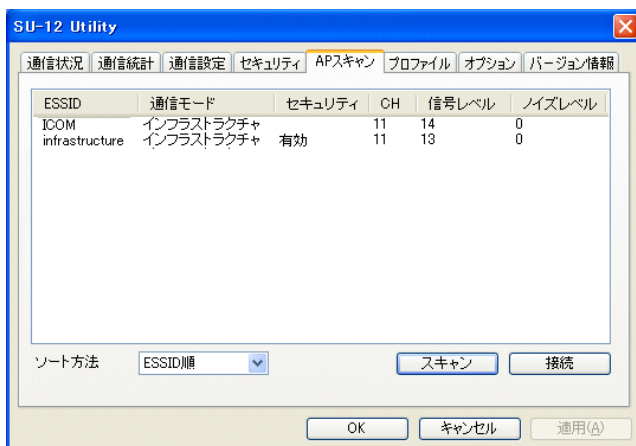 SU-12 Utility
通信状況 通信統計 通信設定 セキュリティ APスキャン プロファイル オプション バージョン情報
ESSID 通信モード セキュリティ CH 信号レベル ノイズレベル
ICOM インフラストラクチャ 11 14 0
infrastructure インフラストラクチャ 有効 11 13 0
ソート方法 ESSID順 スキャン 接続
OK キャンセル 適用(A)